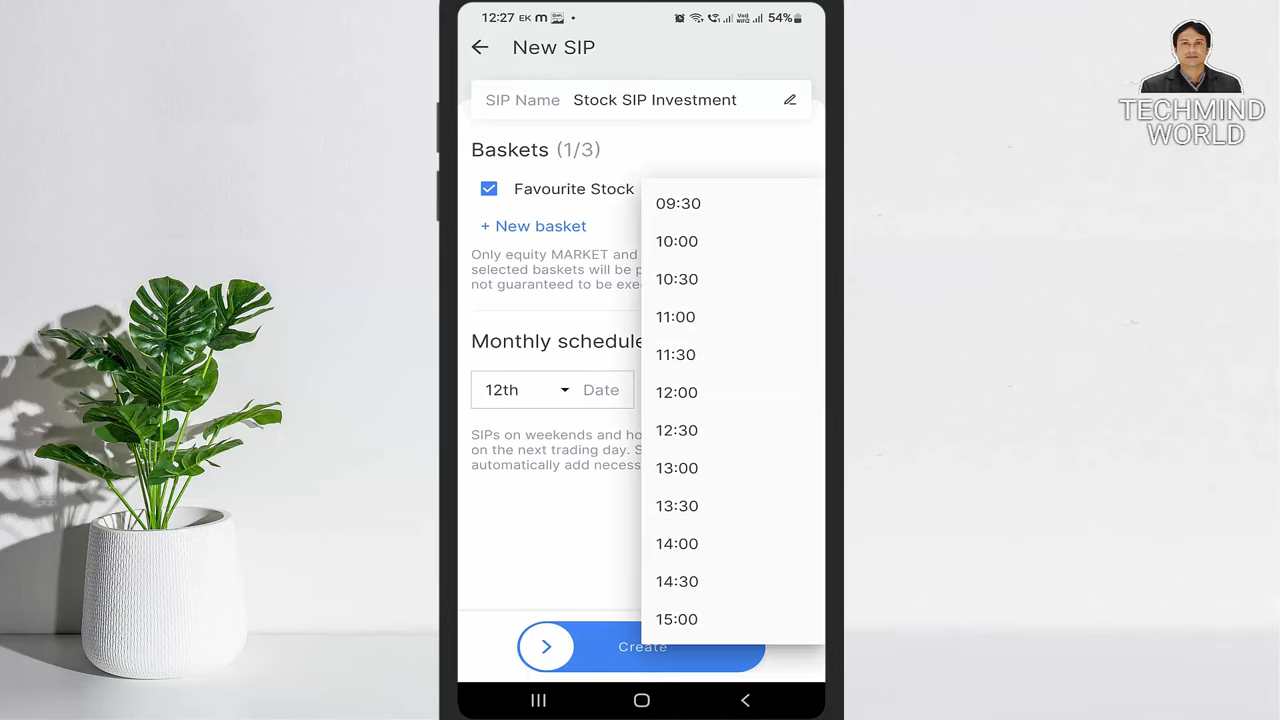 12:27 EK m
54%
New SIP
SIP Name Stock SIP Investment
Baskets (1/3)
Favourite Stock
+ New basket
Only equity MARKET and
selected baskets will be
not guaranteed to be
Monthly schedule
12th Date
SIPs on weekends and
on the next trading day.
automatically add
09:30
10:00
10:30
11:00
11:30
12:00
12:30
13:00
13:30
14:00
14:30
15:00
Create
TECHMIND
WORLD